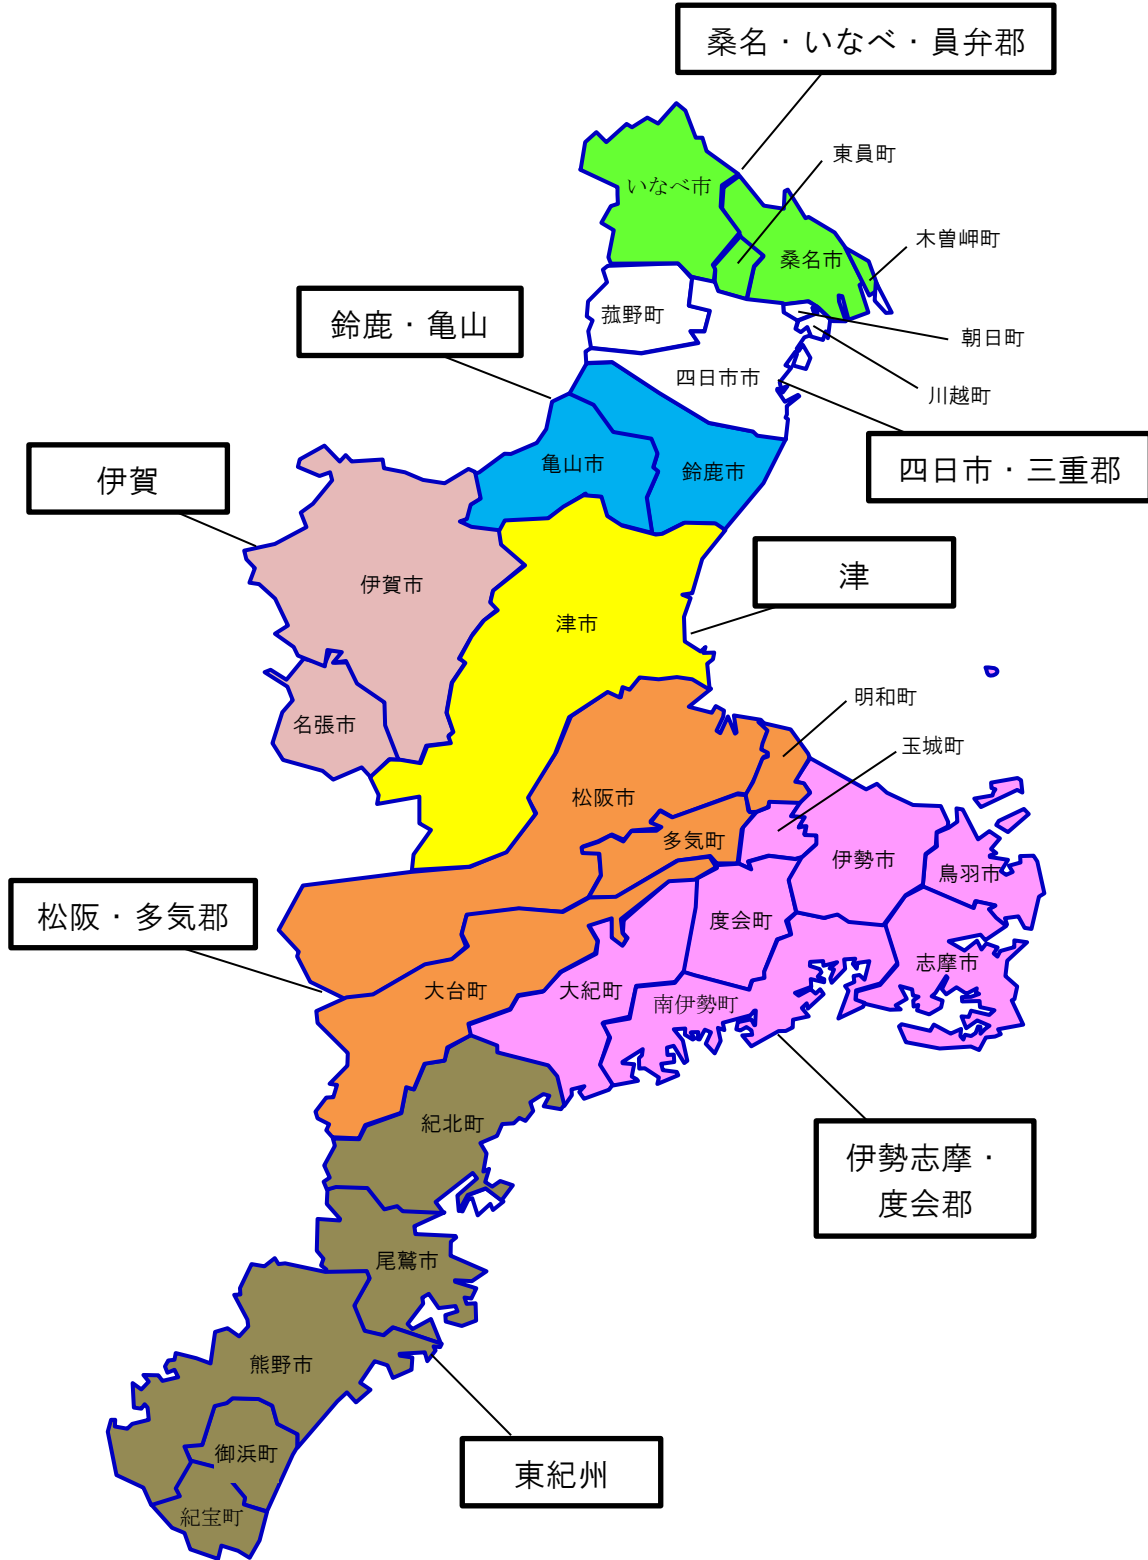 桑名・いなべ・員弁郡
東員町
いなべ市
木曽岬町
桑名市
菰野町
鈴鹿・亀山
朝日町
四日市市
川越町
亀山市
鈴鹿市
四日市・三重郡
伊賀
津
伊賀市
津市
明和町
名張市
玉城町
松阪市
多気町
伊勢市
鳥羽市
松阪・多気郡
度会町
志摩市
大台町
大紀町
南伊勢町
紀北町
伊勢志摩・
度会郡
尾鷲市
熊野市
御浜町
東紀州
紀宝町